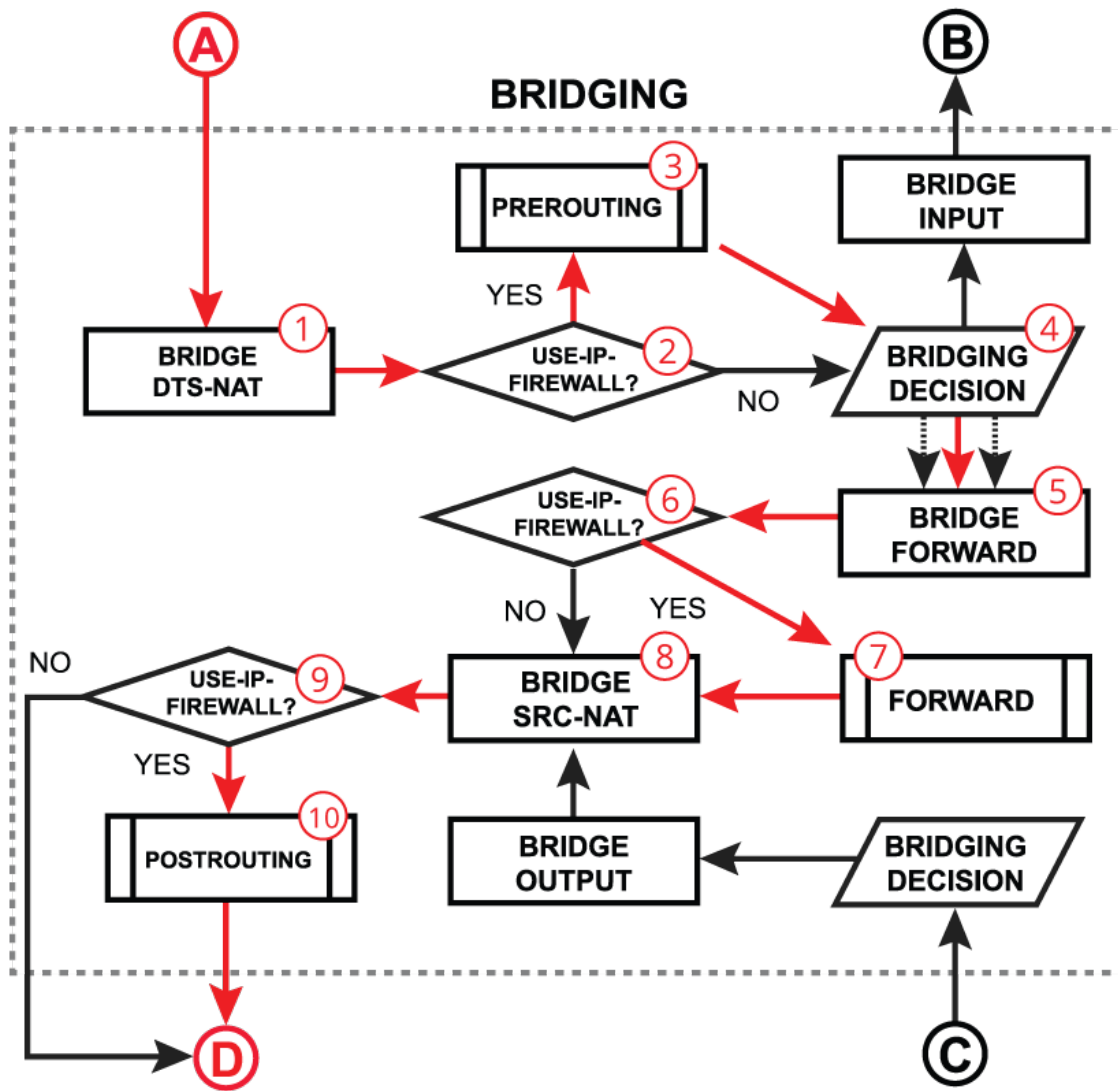 A
B
BRIDGING
3
PREROUTING
BRIDGE
INPUT
YES
1
BRIDGE
DTS-NAT
2
USE-IP-
FIREWALL?
NO
4
BRIDGING
DECISION
6
USE-IP-
FIREWALL?
5
BRIDGE
FORWARD
NO
YES
NO
9
USE-IP-
FIREWALL?
8
BRIDGE
SRC-NAT
7
FORWARD
YES
10
POSTROUTING
BRIDGE
OUTPUT
BRIDGING
DECISION
D
C